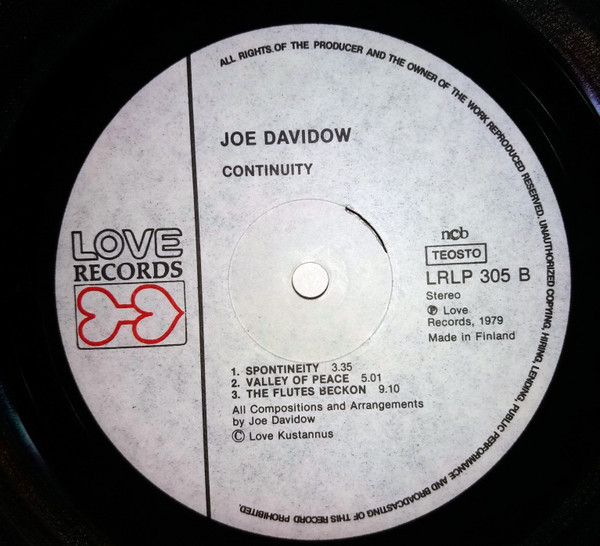 ALL RIGHTS OF THE PRODUCER AND THE OWNER OF THE WORK REPRODUCED RESERVED. UNAUTHORIZED COPYING, HIRING, LENDING, PUBLIC PERFORMANCE AND BROADCASTING OF THIS RECORD PROHIBITED.
JOE DAVIDOW
CONTINUITY
LOVE
RECORDS
ncb
TEOSTO
LRLP 305 B
Stereo
Ⓟ Love
Records, 1979
Made in Finland
1. SPONTINEITY 3.35
2. VALLEY OF PEACE 5.01
3. THE FLUTES BECKON 9.10
All Compositions and Arrangements
by Joe Davidow
© Love Kustannus